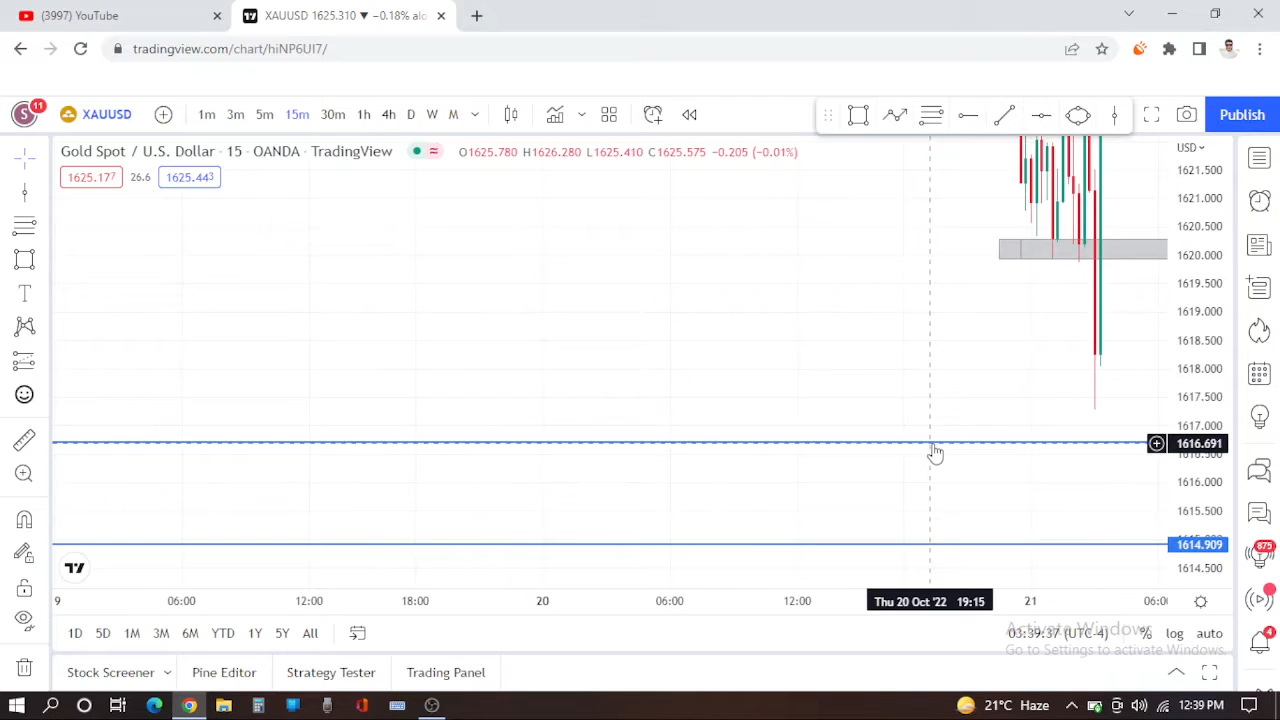 (3997) YouTube
XAUUSD 1625.310 ▼ −0.18% al
tradingview.com/chart/hiNP6UI7/
S 11
XAUUSD
1m 3m 5m 15m 30m 1h 4h D W M
Publish
Gold Spot / U.S. Dollar · 15 · OANDA · TradingView
O1625.780 H1626.280 L1625.410 C1625.575 −0.205 (−0.01%)
USD
1625.177 26.6 1625.443
1621.500
1621.000
1620.500
1620.000
1619.500
1619.000
1618.500
1618.000
1617.500
1617.000
1616.691
1616.500
1616.000
1615.500
1614.909
1614.500
875
4
9 06:00 12:00 18:00 20 06:00 12:00 Thu 20 Oct '22 19:15 21 06:00
1D 5D 1M 3M 6M YTD 1Y 5Y All
03:39:37 (UTC-4) % log auto
Activate Windows
Go to Settings to activate Windows.
Stock Screener Pine Editor Strategy Tester Trading Panel
21°C Haze
12:39 PM